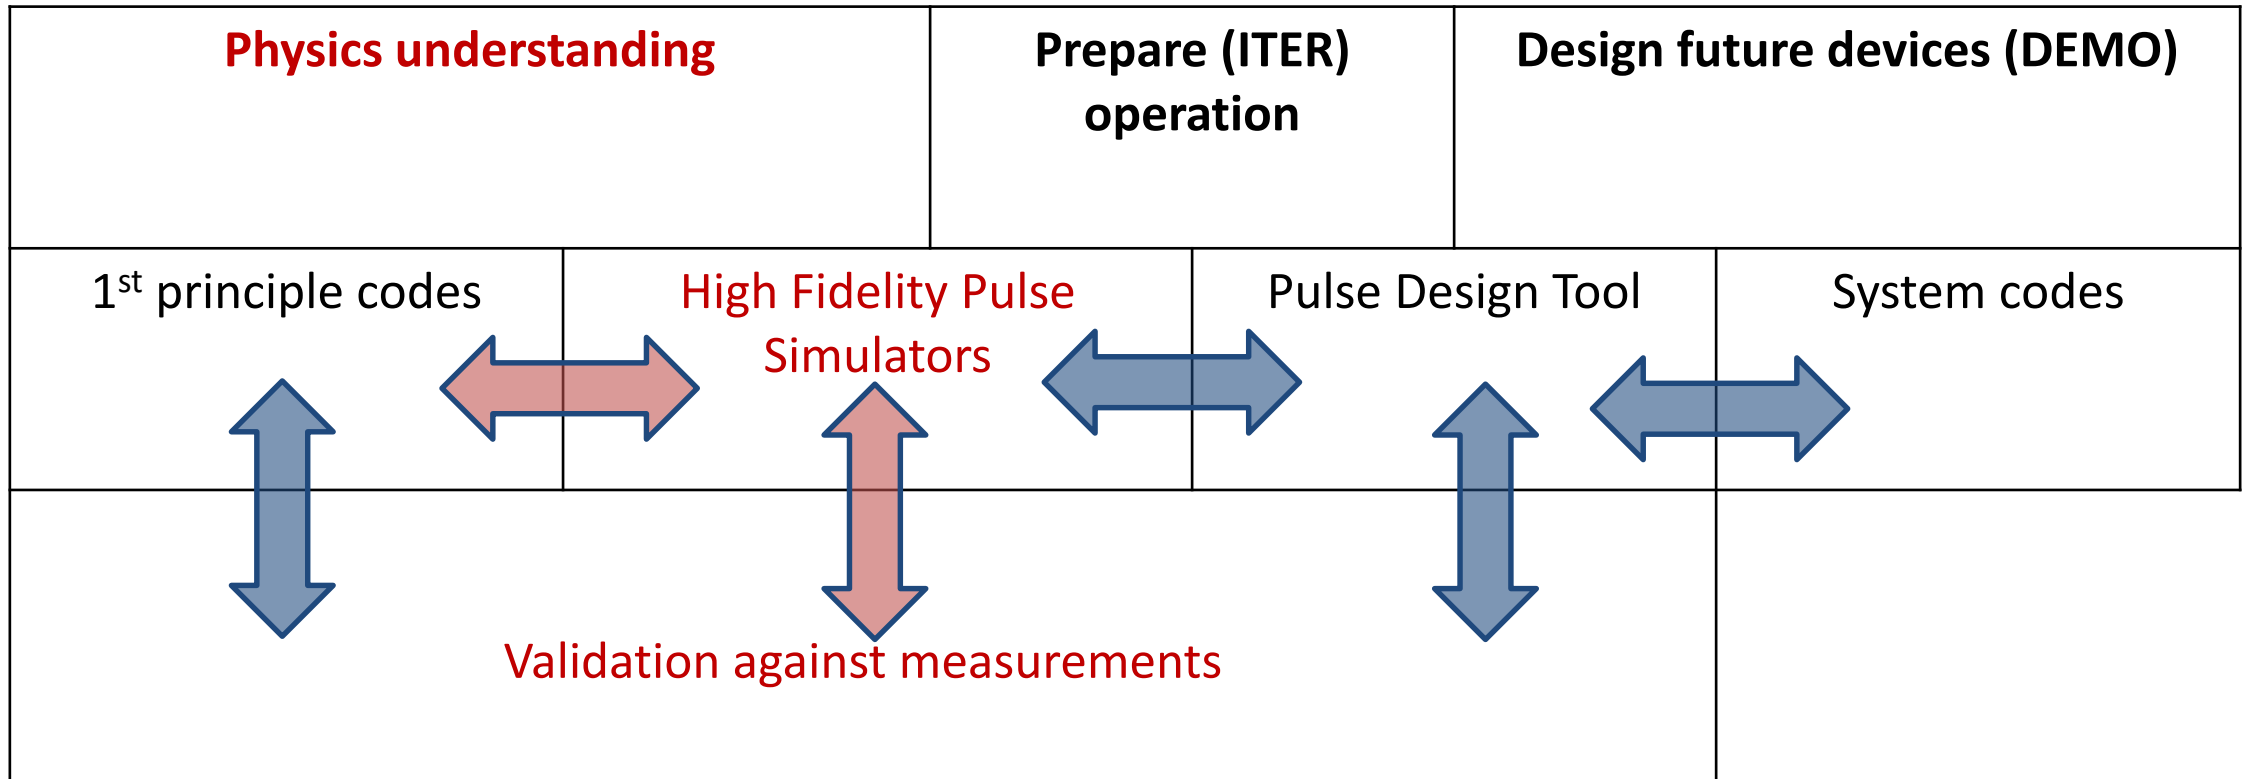 Physics understanding
Prepare (ITER)
operation
Design future devices (DEMO)
1st principle codes
High Fidelity Pulse
Simulators
Pulse Design Tool
System codes
Validation against measurements